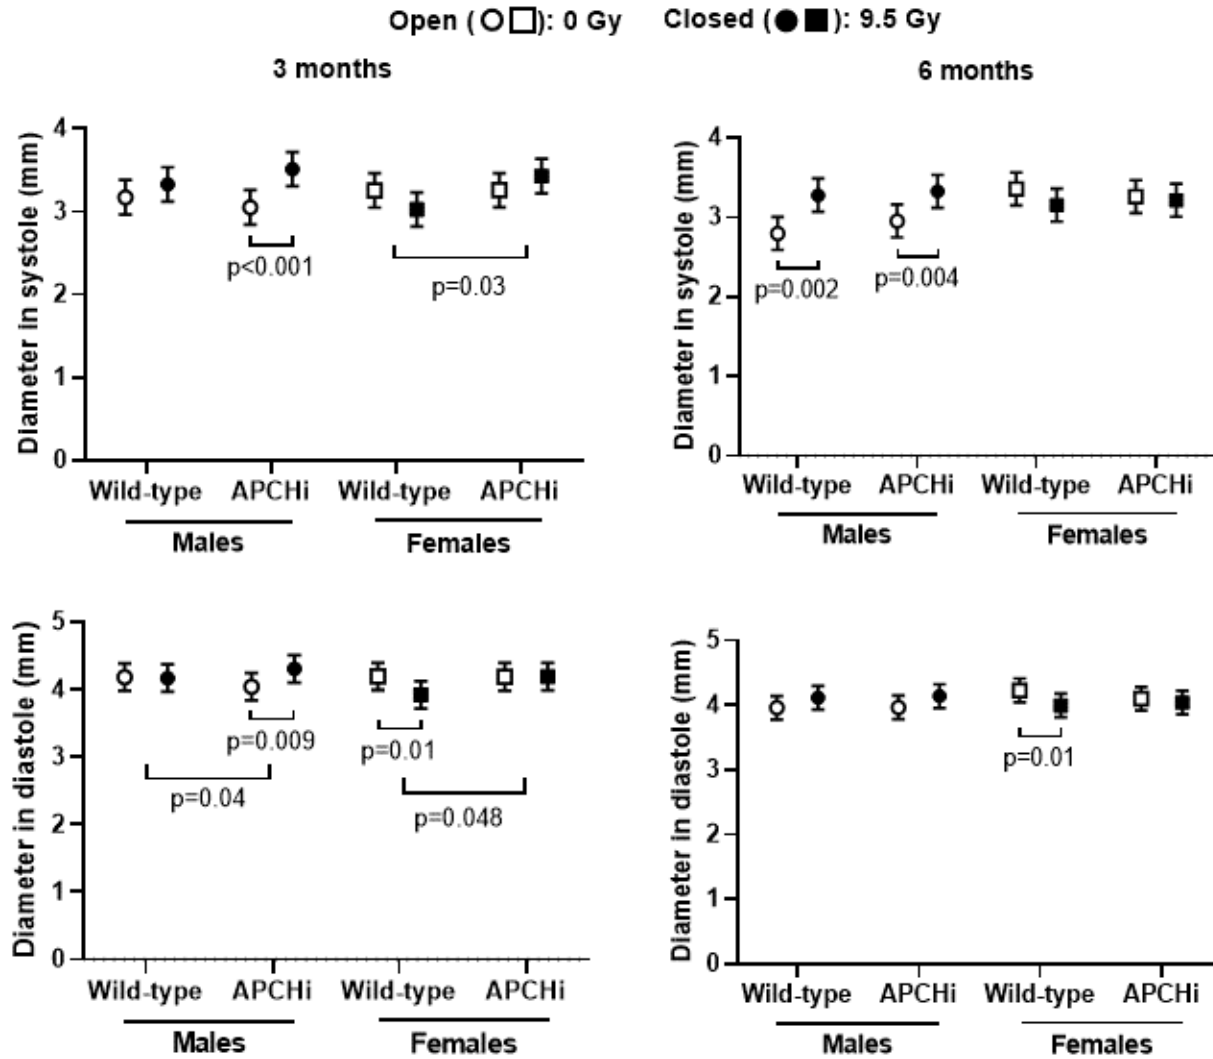 Open (○□): 0 Gy Closed (●■): 9.5 Gy
3 months
Diameter in systole (mm)
4
3
2
1
0
p<0.001
p=0.03
Wild-type APCHi Wild-type APCHi
Males Females
6 months
Diameter in systole (mm)
4
3
2
1
0
p=0.002
p=0.004
Wild-type APCHi Wild-type APCHi
Males Females
Diameter in diastole (mm)
5
4
3
2
1
0
p=0.009
p=0.01
p=0.04
p=0.048
Wild-type APCHi Wild-type APCHi
Males Females
Diameter in diastole (mm)
5
4
3
2
1
0
p=0.01
Wild-type APCHi Wild-type APCHi
Males Females